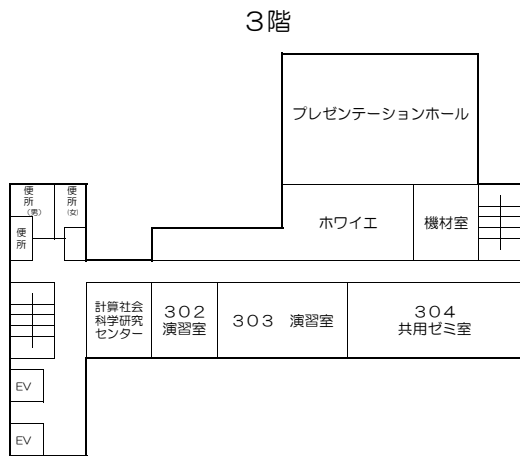 3階
プレゼンテーションホール
便
所
(男)
便
所
(女)
便
所
ホワイエ
機材室
計算社会
科学研究
センター
302
演習室
303 演習室
304
共用ゼミ室
EV
EV